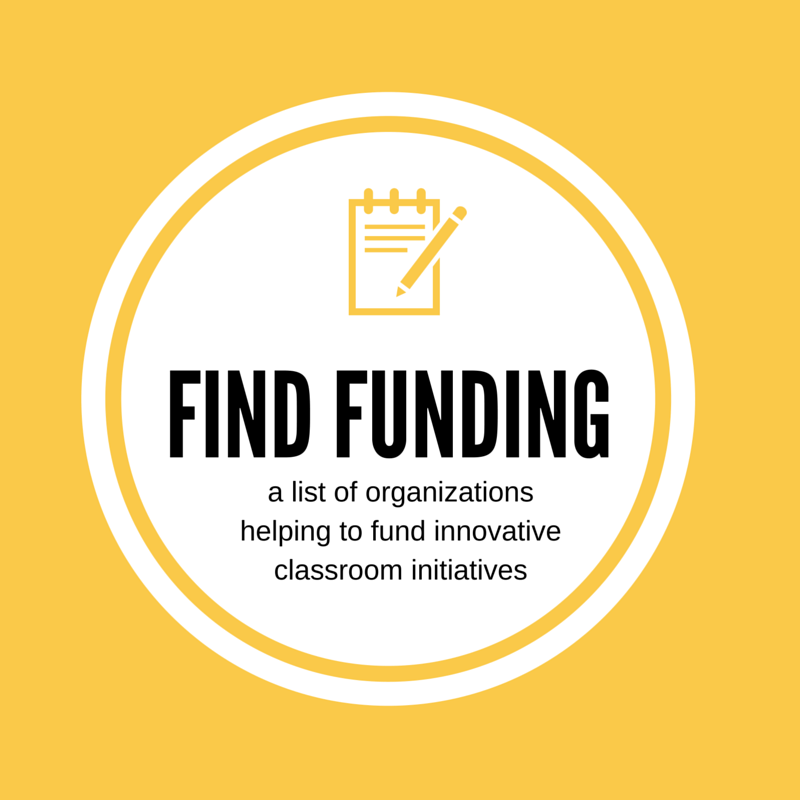 FIND FUNDING
a list of organizations
helping to fund innovative
classroom initiatives